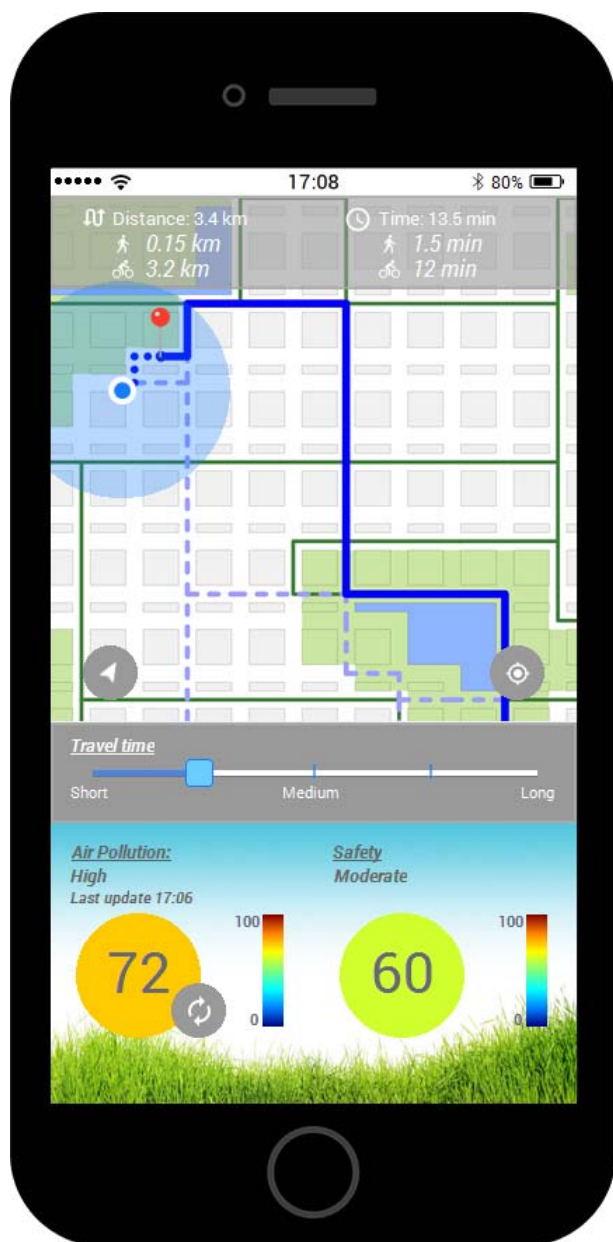 17:08
80%
Distance: 3.4 km
0.15 km
3.2 km
Time: 13.5 min
1.5 min
12 min
Travel time
Short
Medium
Long
Air Pollution:
High
Last update 17:06
72
100
0
Safety
Moderate
60
100
0